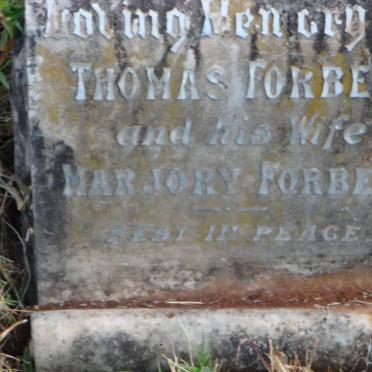 Loving Memory
THOMAS FORBE
and his Wife
MARJORY FORBE
REST IN PEACE